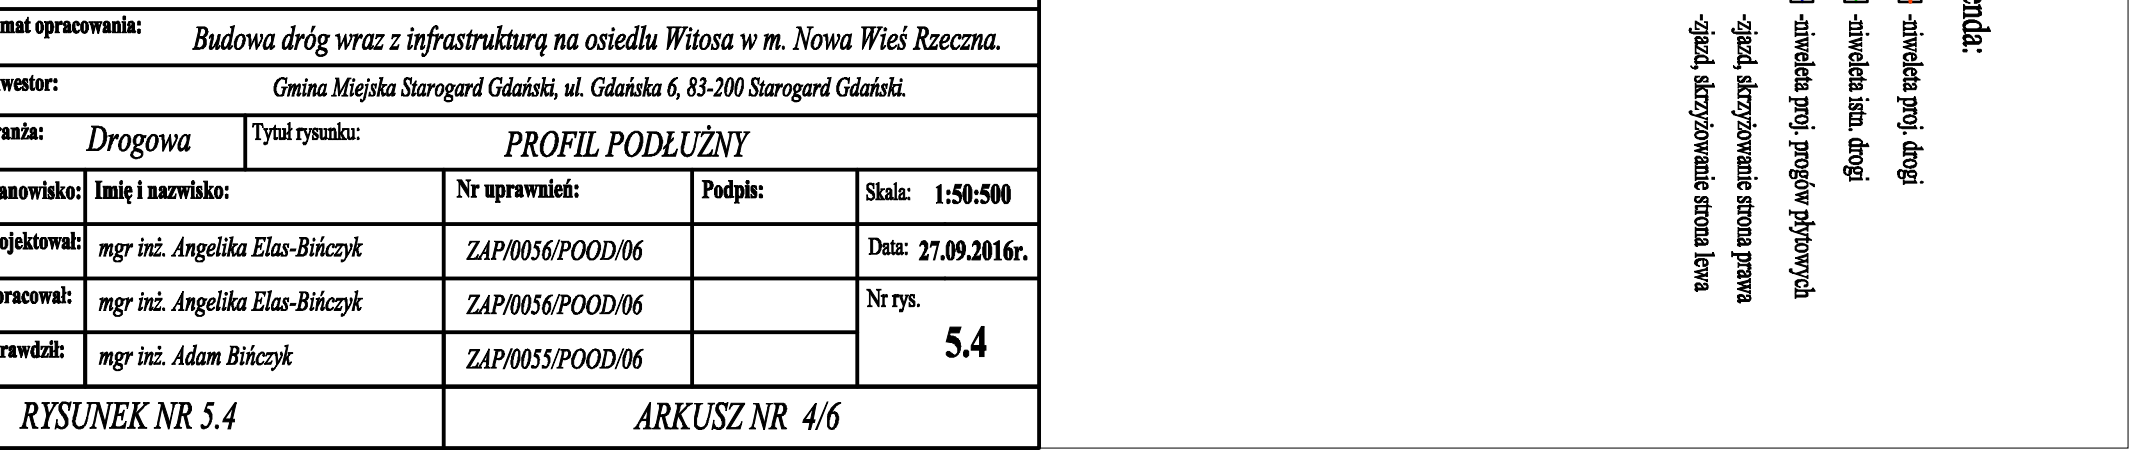 mat opracowania: Budowa dróg wraz z infrastrukturą na osiedlu Witosa w m. Nowa Wieś Rzeczna.
westor: Gmina Miejska Starogard Gdański, ul. Gdańska 6, 83-200 Starogard Gdański.
anża: Drogowa Tytuł rysunku: PROFIL PODŁUŻNY
anowisko: Imię i nazwisko: Nr uprawnień: Podpis: Skala: 1:50:500
ojektował: mgr inż. Angelika Elas-Bińczyk ZAP/0056/POOD/06 Data: 27.09.2016r.
pracował: mgr inż. Angelika Elas-Bińczyk ZAP/0056/POOD/06 Nr rys.
rawdził: mgr inż. Adam Bińczyk ZAP/0055/POOD/06 5.4
RYSUNEK NR 5.4 ARKUSZ NR 4/6
enda:
-niweleta proj. drogi
-niweleta istn. drogi
-niweleta proj. progów płytowych
-zjazd, skrzyżowanie strona prawa
-zjazd, skrzyżowanie strona lewa